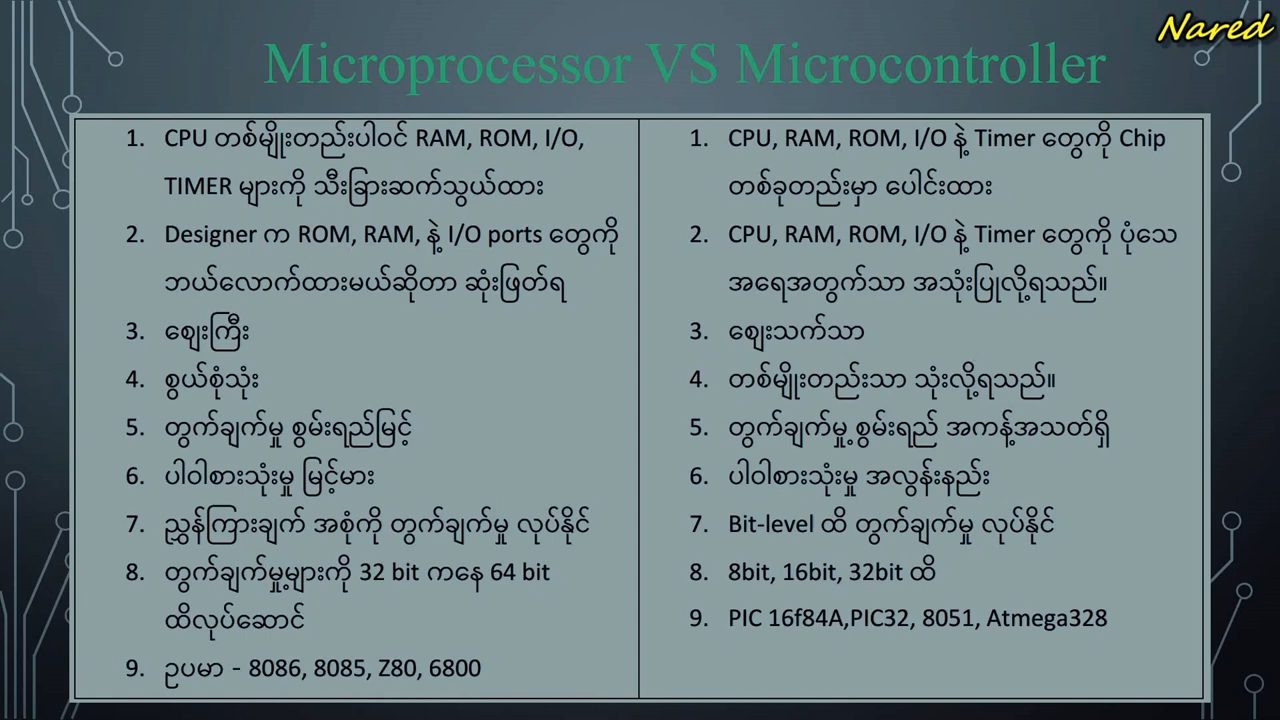 Nared
Microprocessor VS Microcontroller
1. CPU တစ်မျိုးတည်းပါဝင် RAM, ROM, I/O,
TIMER များကို သီးခြားဆက်သွယ်ထား
2. Designer က ROM, RAM, နဲ့ I/O ports တွေကို
ဘယ်လောက်ထားမယ်ဆိုတာ ဆုံးဖြတ်ရ
3. ဈေးကြီး
4. စွယ်စုံသုံး
5. တွက်ချက်မှု စွမ်းရည်မြင့်
6. ပါဝါစားသုံးမှု မြင့်မား
7. ညွှန်ကြားချက် အစုံကို တွက်ချက်မှု လုပ်နိုင်
8. တွက်ချက်မှု့များကို 32 bit ကနေ 64 bit
ထိလုပ်ဆောင်
9. ဥပမာ - 8086, 8085, Z80, 6800
1. CPU, RAM, ROM, I/O နဲ့ Timer တွေကို Chip
တစ်ခုတည်းမှာ ပေါင်းထား
2. CPU, RAM, ROM, I/O နဲ့ Timer တွေကို ပုံသေ
အရေအတွက်သာ အသုံးပြုလို့ရသည်။
3. ဈေးသက်သာ
4. တစ်မျိုးတည်းသာ သုံးလို့ရသည်။
5. တွက်ချက်မှု့ စွမ်းရည် အကန့်အသတ်ရှိ
6. ပါဝါစားသုံးမှု အလွန်းနည်း
7. Bit-level ထိ တွက်ချက်မှု လုပ်နိုင်
8. 8bit, 16bit, 32bit ထိ
9. PIC 16f84A,PIC32, 8051, Atmega328